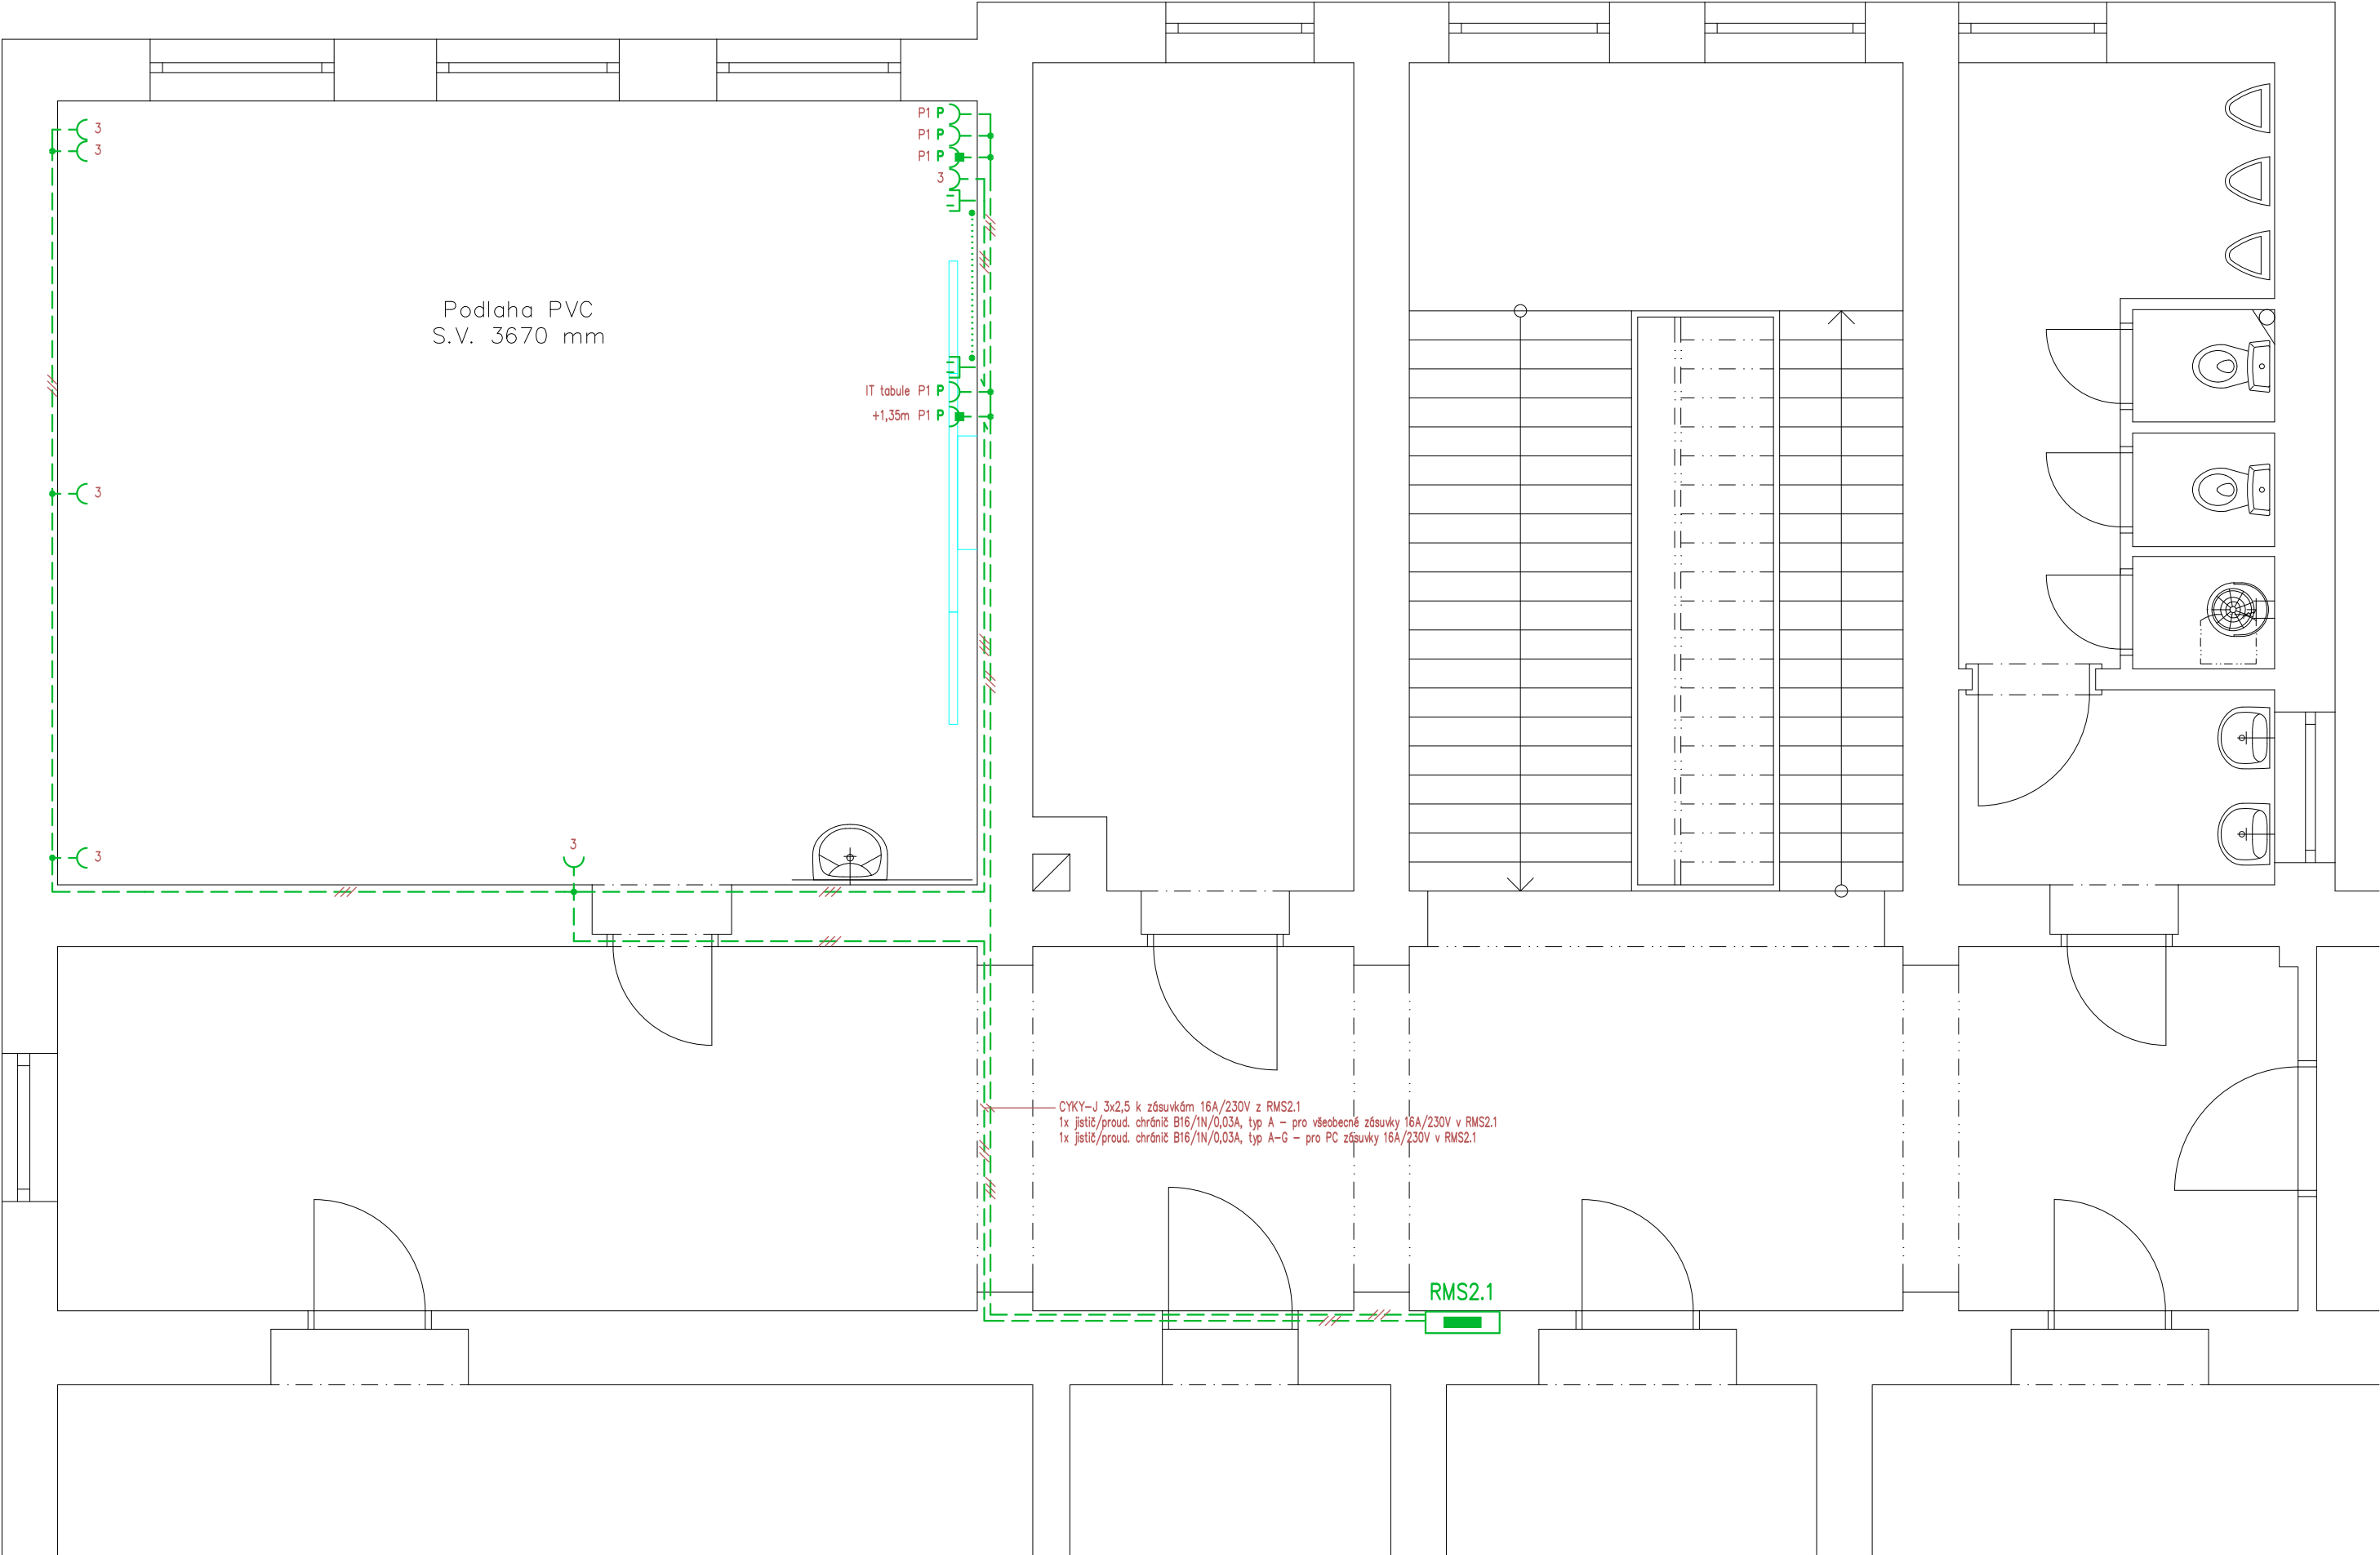 P1 P
3
P1 P
3
P1 P
3
Podlaha PVC
S.V. 3670 mm
IT tabule P1 P
+1,35m P1 P
3
3
3
CYKY-J 3x2,5 k zásuvkám 16A/230V z RMS2.1
1x jistič/proud. chránič B16/1N/0,03A, typ A - pro všeobecné zásuvky 16A/230V v RMS2.1
1x jistič/proud. chránič B16/1N/0,03A, typ A-G - pro PC zásuvky 16A/230V v RMS2.1
RMS2.1